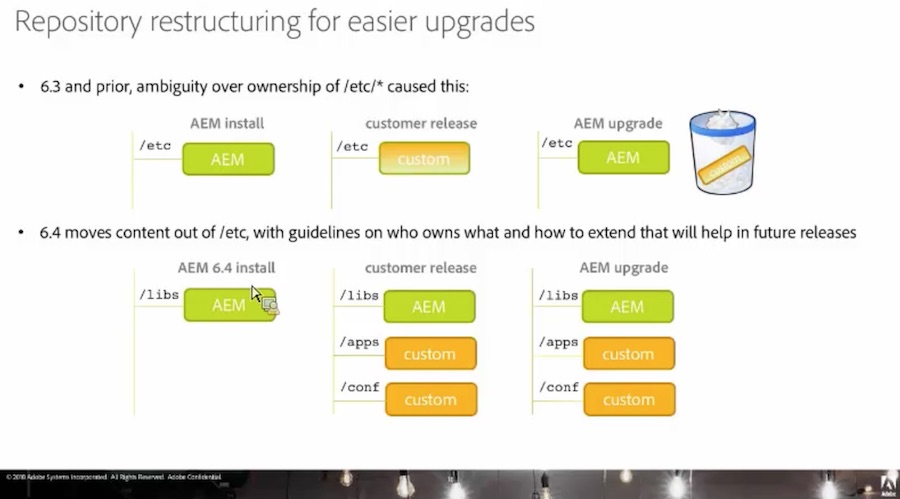 Repository restructuring for easier upgrades
• 6.3 and prior, ambiguity over ownership of /etc/* caused this:
AEM install
customer release
AEM upgrade
/etc
AEM
/etc
custom
/etc
AEM
custom
• 6.4 moves content out of /etc, with guidelines on who owns what and how to extend that will help in future releases
AEM 6.4 install
customer release
AEM upgrade
/libs
AEM
/libs
AEM
/libs
AEM
/apps
custom
/apps
custom
/conf
custom
/conf
custom
© 2018 Adobe Systems Incorporated. All Rights Reserved. Adobe Confidential.
Adobe